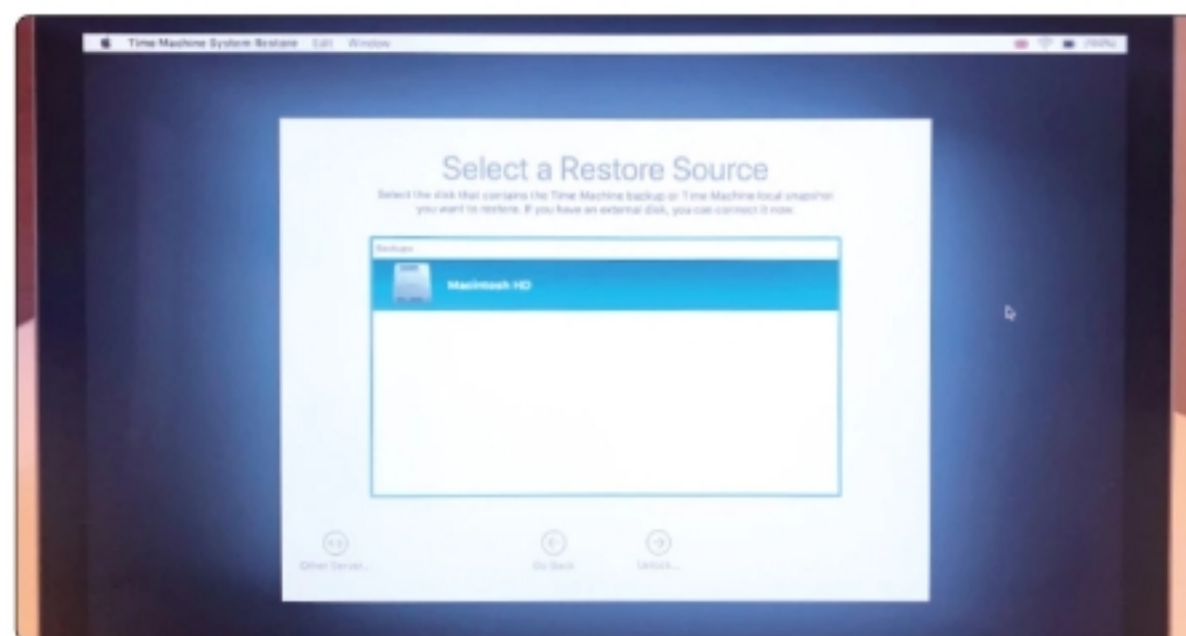 Time Machine System Restore Edit Window
Select a Restore Source
Select the disk that contains the Time Machine backup or Time Machine local snapshot
you want to restore. If you have an external disk, you can connect it now.
Backups
Macintosh HD
Other Server...
Go Back
Unlock...